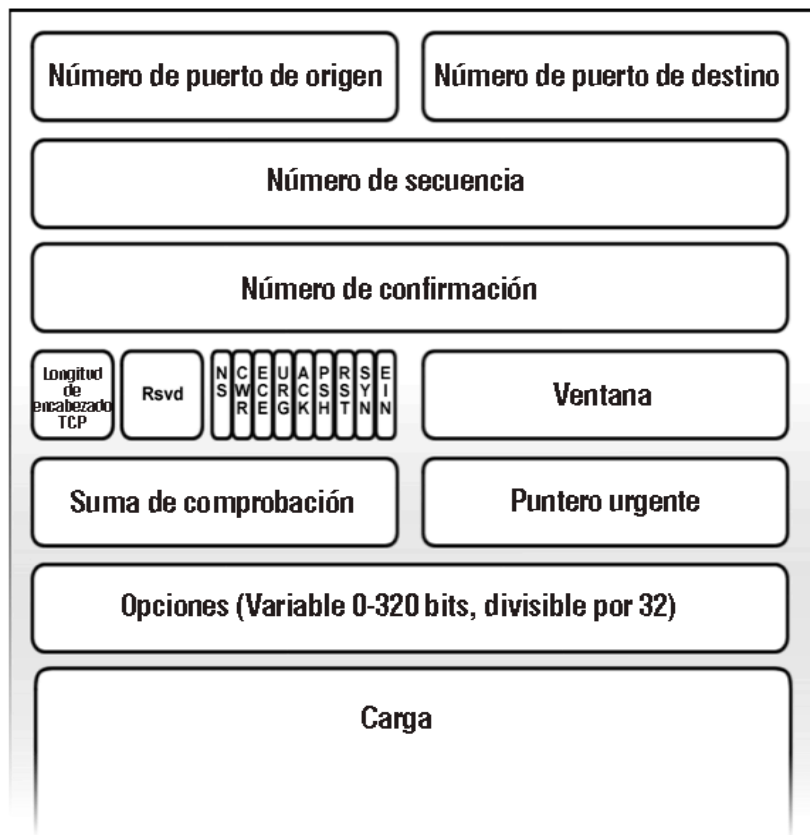 Número de puerto de origen
Número de puerto de destino
Número de secuencia
Número de confirmación
Longitud
de
encabezado
TCP
Rsvd
NS
CWR
ECE
URG
ACK
PSH
RST
SYN
EIN
Ventana
Suma de comprobación
Puntero urgente
Opciones (Variable 0-320 bits, divisible por 32)
Carga